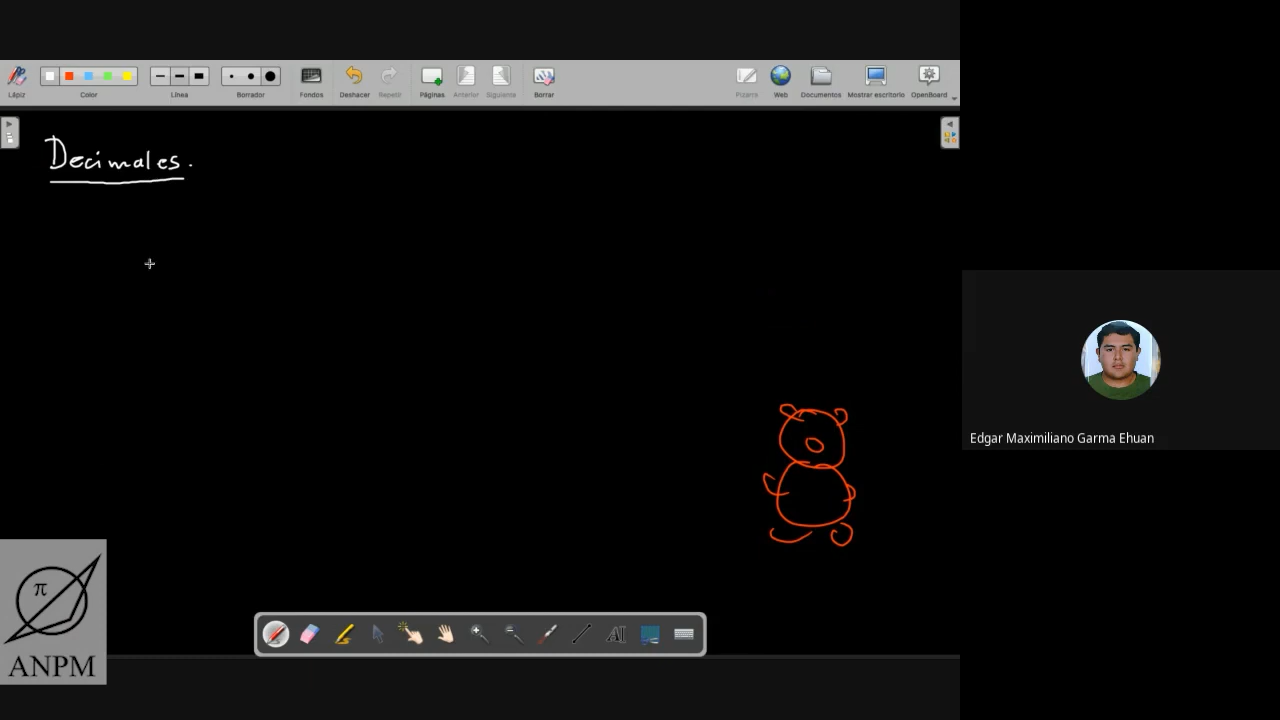 Lápiz
Color
Línea
Borrador
Fondos
Deshacer
Repetir
Páginas
Anterior
Siguiente
Borrar
Pizarra
Web
Documentos
Mostrar escritorio
OpenBoard
Decimales.
Edgar Maximiliano Garma Ehuan
π
ANPM
AI